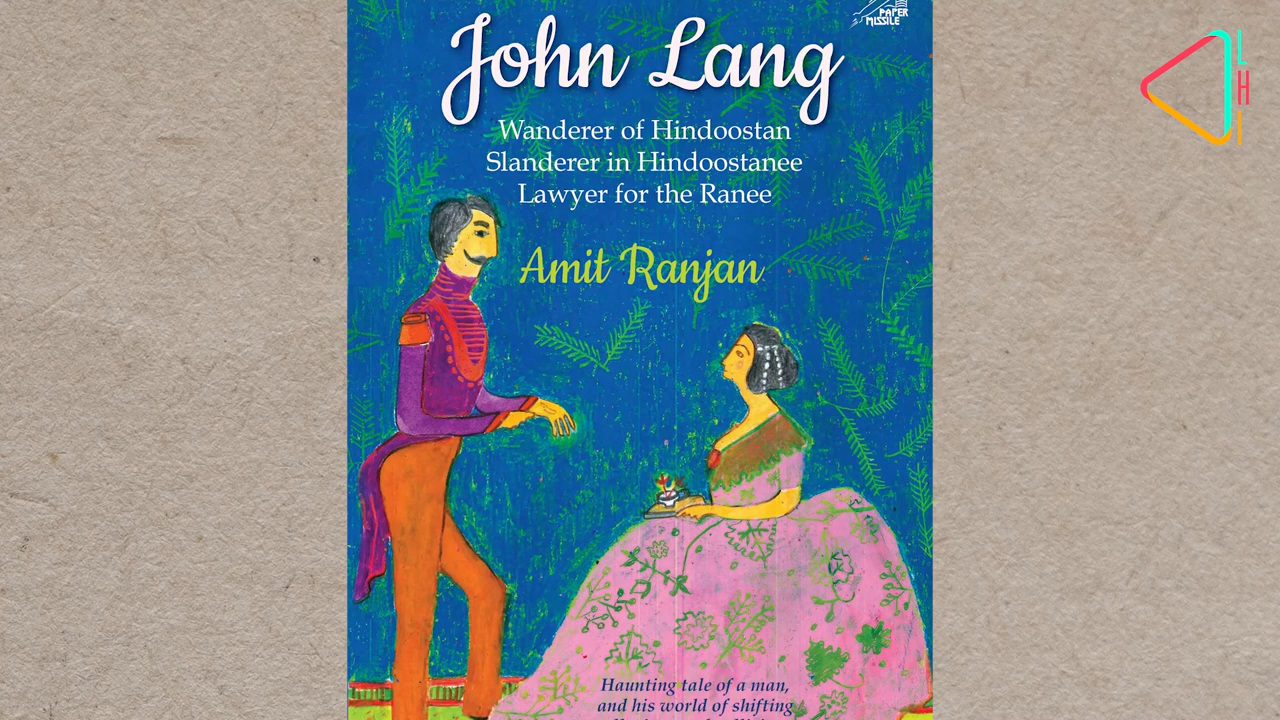 PAPER
MISSILE
John Lang
Wanderer of Hindoostan
Slanderer in Hindoostanee
Lawyer for the Ranee
Amit Ranjan
Haunting tale of a man,
and his world of shifting
L
H
I